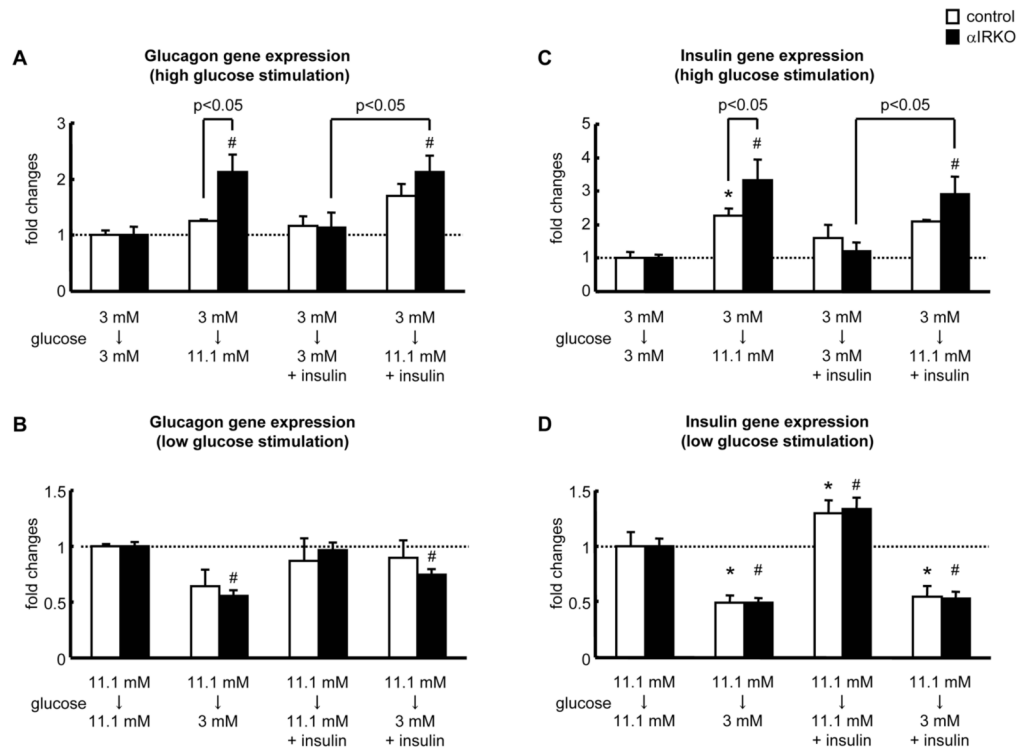 control
αIRKO
A
Glucagon gene expression
(high glucose stimulation)
p<0.05
p<0.05
#
#
fold changes
3
2
1
0
glucose
3 mM
↓
3 mM
3 mM
↓
11.1 mM
3 mM
↓
3 mM
+ insulin
3 mM
↓
11.1 mM
+ insulin
C
Insulin gene expression
(high glucose stimulation)
p<0.05
p<0.05
*
#
#
fold changes
5
4
3
2
1
0
glucose
3 mM
↓
3 mM
3 mM
↓
11.1 mM
3 mM
↓
3 mM
+ insulin
3 mM
↓
11.1 mM
+ insulin
B
Glucagon gene expression
(low glucose stimulation)
#
#
fold changes
1.5
1
0.5
0
glucose
11.1 mM
↓
11.1 mM
11.1 mM
↓
3 mM
11.1 mM
↓
11.1 mM
+ insulin
11.1 mM
↓
3 mM
+ insulin
D
Insulin gene expression
(low glucose stimulation)
*
#
*
#
*
#
fold changes
1.5
1
0.5
0
glucose
11.1 mM
↓
11.1 mM
11.1 mM
↓
3 mM
11.1 mM
↓
11.1 mM
+ insulin
11.1 mM
↓
3 mM
+ insulin